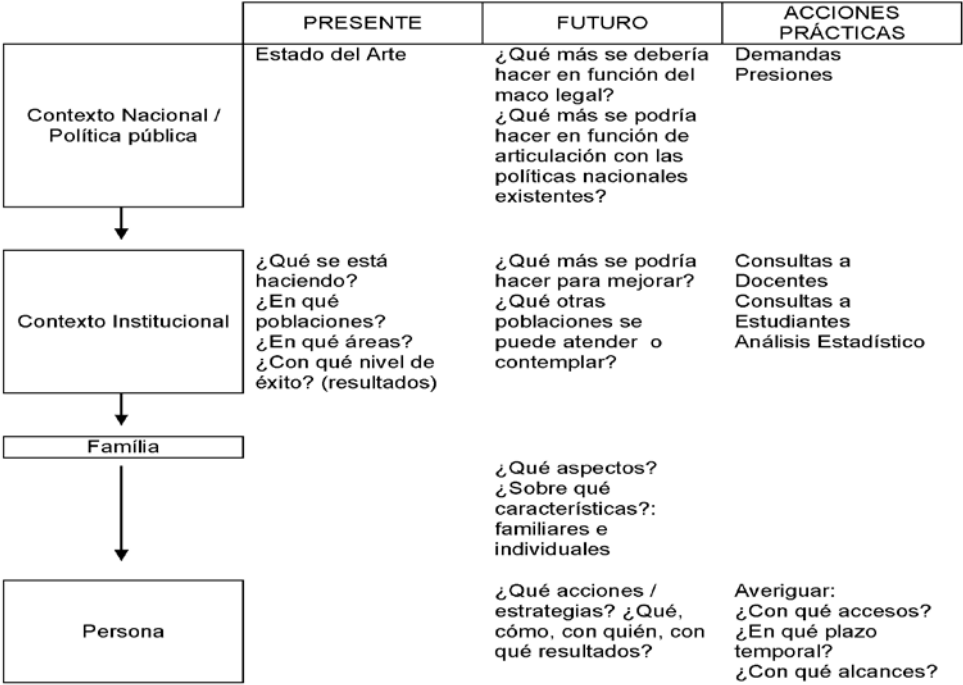 PRESENTE
FUTURO
ACCIONES
PRÁCTICAS
Contexto Nacional /
Política pública
Estado del Arte
¿Qué más se debería
hacer en función del
maco legal?
¿Qué más se podría
hacer en función de
articulación con las
políticas nacionales
existentes?
Demandas
Presiones
Contexto Institucional
¿Qué se está
haciendo?
¿En qué
poblaciones?
¿En qué áreas?
¿Con qué nivel de
éxito? (resultados)
¿Qué más se podría
hacer para mejorar?
¿Qué otras
poblaciones se
puede atender o
contemplar?
Consultas a
Docentes
Consultas a
Estudiantes
Análisis Estadístico
Família
¿Qué aspectos?
¿Sobre qué
características?:
familiares e
individuales
Persona
¿Qué acciones /
estrategias? ¿Qué,
cómo, con quién, con
qué resultados?
Averiguar:
¿Con qué accesos?
¿En qué plazo
temporal?
¿Con qué alcances?